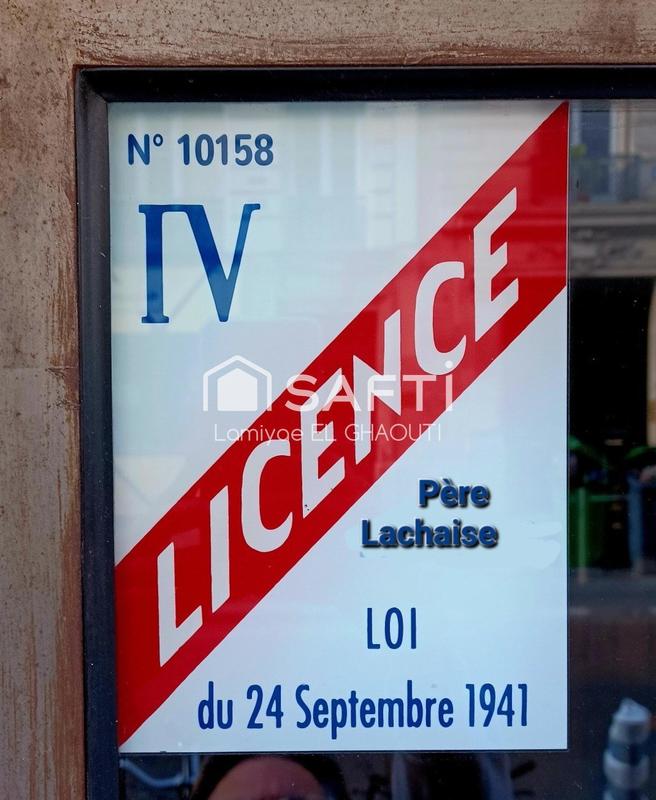 N° 10158
IV
LICENCE
SAFTi
Lamiyae EL GHAOUTI
Père
Lachaise
LOI
du 24 Septembre 1941